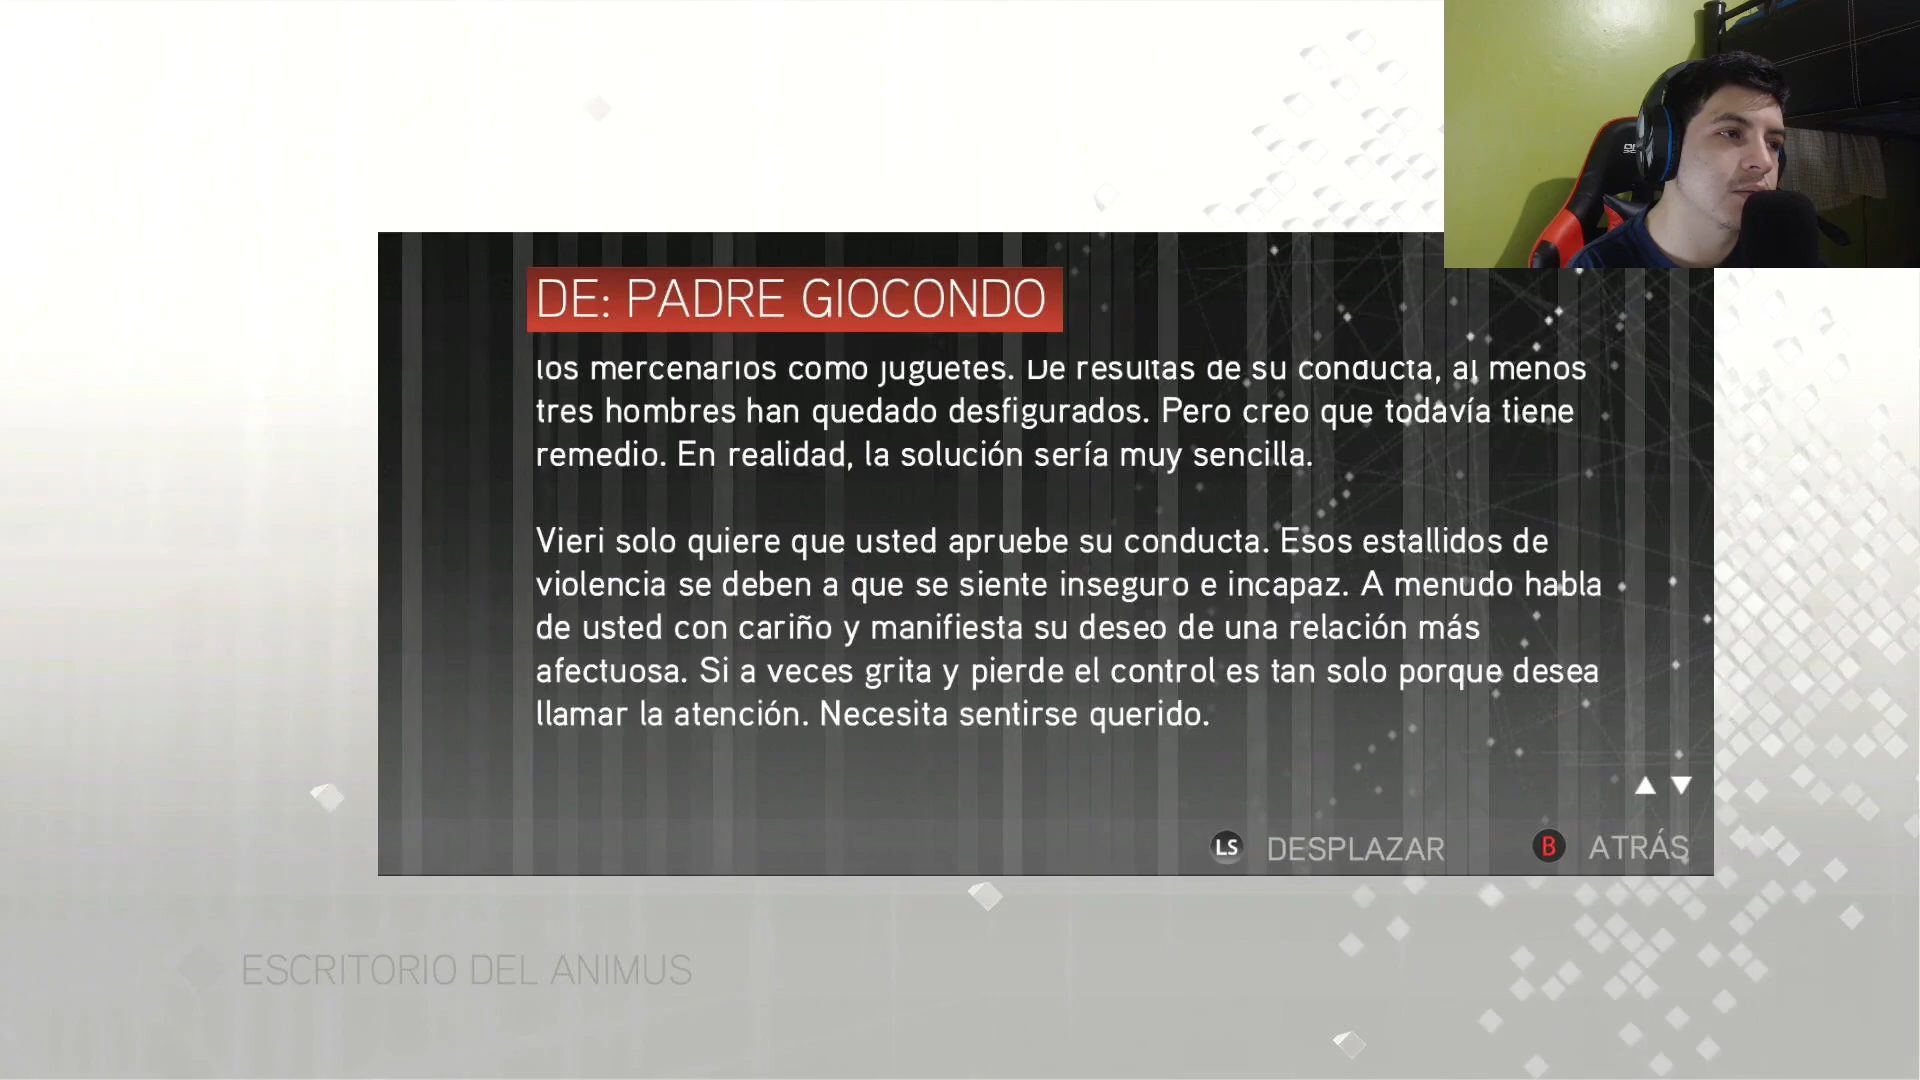 DE: PADRE GIOCONDO
los mercenarios como juguetes. De resultas de su conducta, al menos
tres hombres han quedado desfigurados. Pero creo que todavía tiene
remedio. En realidad, la solución sería muy sencilla.
Vieri solo quiere que usted apruebe su conducta. Esos estallidos de
violencia se deben a que se siente inseguro e incapaz. A menudo habla
de usted con cariño y manifiesta su deseo de una relación más
afectuosa. Si a veces grita y pierde el control es tan solo porque desea
llamar la atención. Necesita sentirse querido.
LS DESPLAZAR B ATRÁS
ESCRITORIO DEL ANIMUS